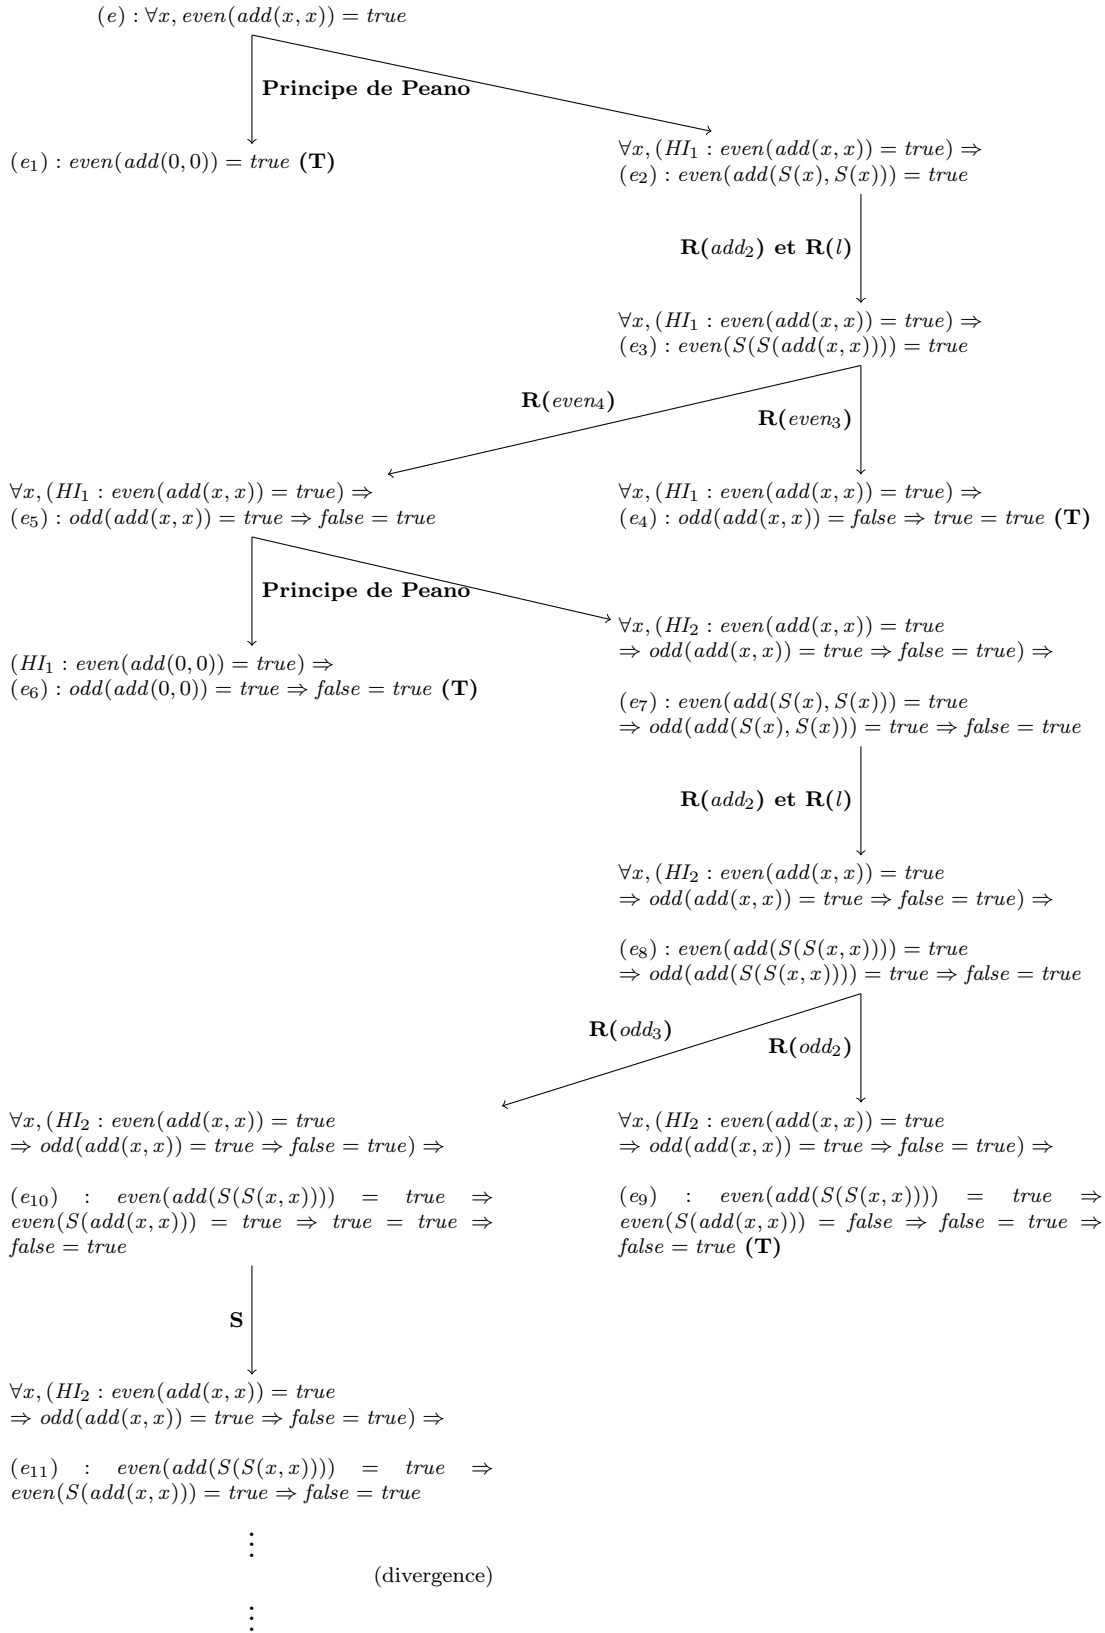 (e) : ∀x, even(add(x, x)) = true
Principe de Peano
(e₁) : even(add(0, 0)) = true (T)
∀x, (HI₁ : even(add(x, x)) = true) ⇒
(e₂) : even(add(S(x), S(x))) = true
R(add₂) et R(l)
∀x, (HI₁ : even(add(x, x)) = true) ⇒
(e₃) : even(S(S(add(x, x)))) = true
R(even₄)
R(even₃)
∀x, (HI₁ : even(add(x, x)) = true) ⇒
(e₅) : odd(add(x, x)) = true ⇒ false = true
∀x, (HI₁ : even(add(x, x)) = true) ⇒
(e₄) : odd(add(x, x)) = false ⇒ true = true (T)
Principe de Peano
(HI₁ : even(add(0, 0)) = true) ⇒
(e₆) : odd(add(0, 0)) = true ⇒ false = true (T)
∀x, (HI₂ : even(add(x, x)) = true
⇒ odd(add(x, x)) = true ⇒ false = true) ⇒
(e₇) : even(add(S(x), S(x))) = true
⇒ odd(add(S(x), S(x))) = true ⇒ false = true
R(add₂) et R(l)
∀x, (HI₂ : even(add(x, x)) = true
⇒ odd(add(x, x)) = true ⇒ false = true) ⇒
(e₈) : even(add(S(S(x, x)))) = true
⇒ odd(add(S(S(x, x)))) = true ⇒ false = true
R(odd₃)
R(odd₂)
∀x, (HI₂ : even(add(x, x)) = true
⇒ odd(add(x, x)) = true ⇒ false = true) ⇒
(e₁₀) : even(add(S(S(x, x)))) = true ⇒
even(S(add(x, x))) = true ⇒ true = true ⇒
false = true
∀x, (HI₂ : even(add(x, x)) = true
⇒ odd(add(x, x)) = true ⇒ false = true) ⇒
(e₉) : even(add(S(S(x, x)))) = true ⇒
even(S(add(x, x))) = false ⇒ false = true ⇒
false = true (T)
S
∀x, (HI₂ : even(add(x, x)) = true
⇒ odd(add(x, x)) = true ⇒ false = true) ⇒
(e₁₁) : even(add(S(S(x, x)))) = true ⇒
even(S(add(x, x))) = true ⇒ false = true
⋮
(divergence)
⋮